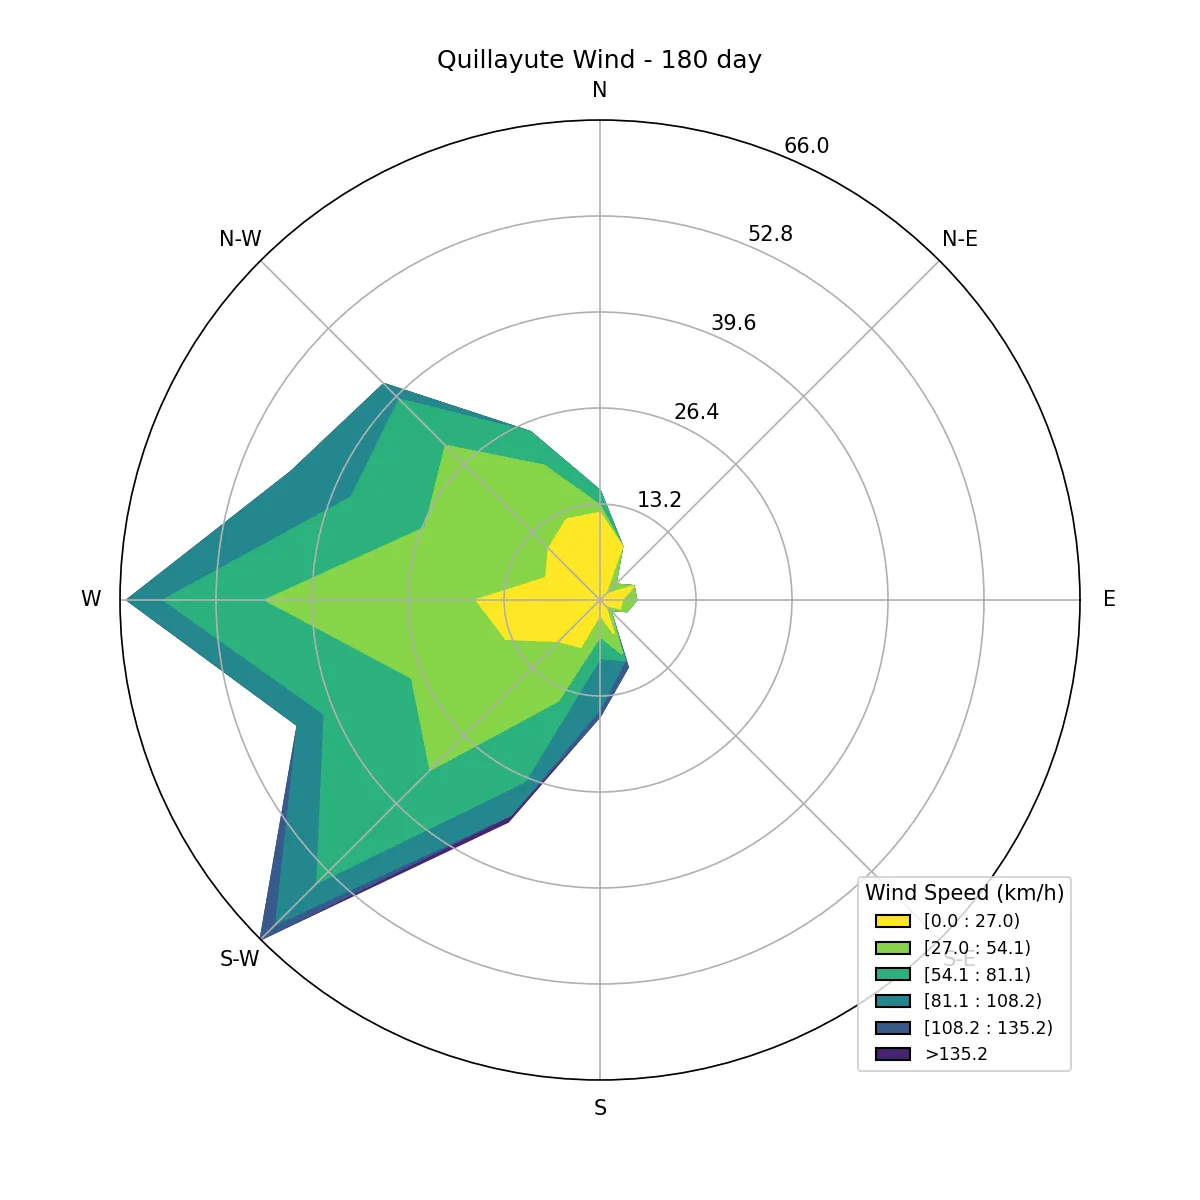 Quillayute Wind - 180 day
N
66.0
N-W
52.8
N-E
39.6
26.4
13.2
W
E
S-W
S-E
S
Wind Speed (km/h)
[0.0 : 27.0)
[27.0 : 54.1)
[54.1 : 81.1)
[81.1 : 108.2)
[108.2 : 135.2)
>135.2